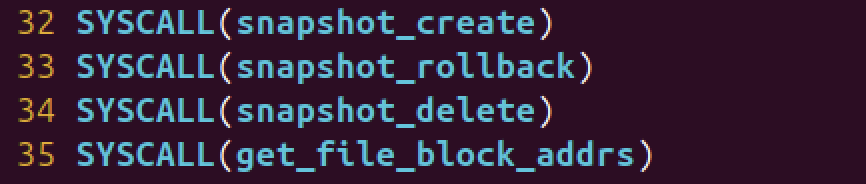 32 SYSCALL(snapshot_create)
33 SYSCALL(snapshot_rollback)
34 SYSCALL(snapshot_delete)
35 SYSCALL(get_file_block_addrs)